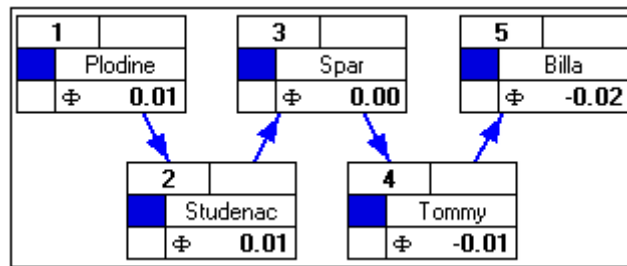 1
Plodine
Φ 0.01
2
Studenac
Φ 0.01
3
Spar
Φ 0.00
4
Tommy
Φ -0.01
5
Billa
Φ -0.02